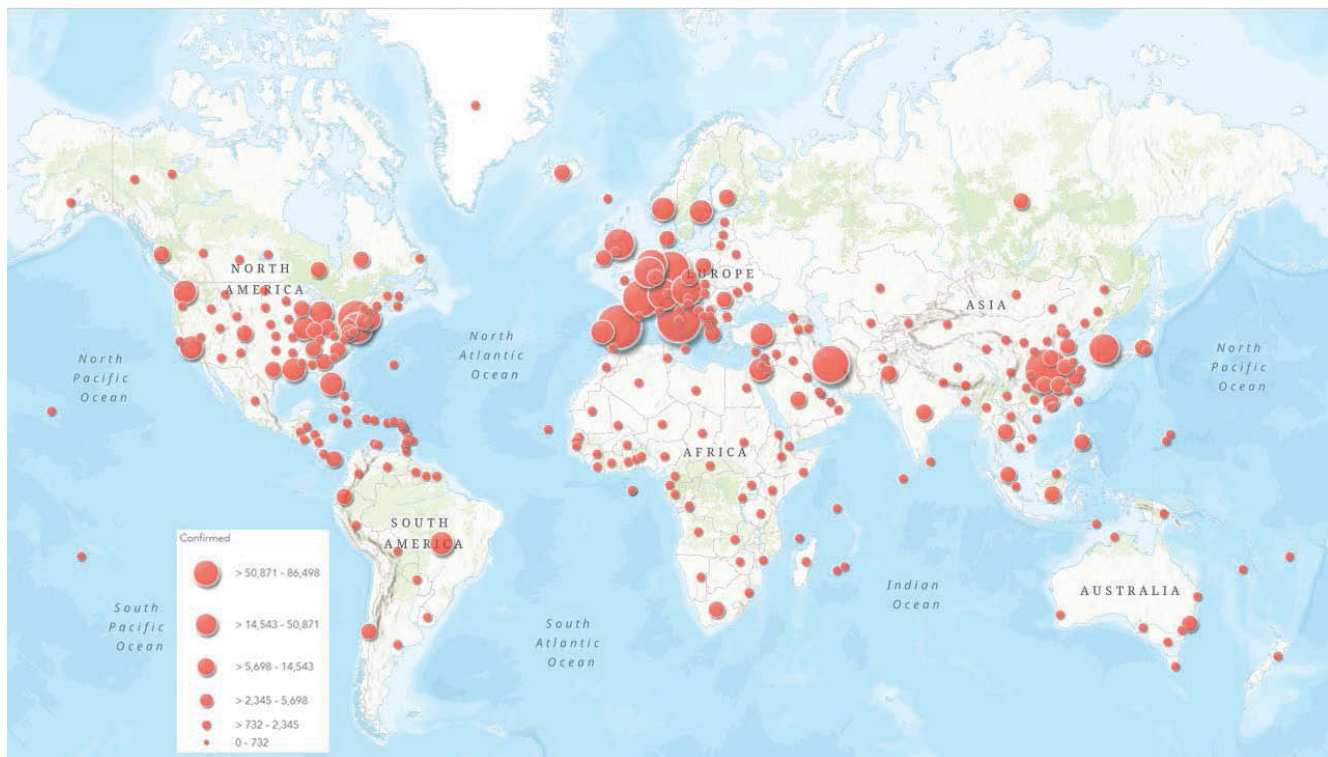 NORTH
AMERICA
EUROPE
ASIA
North
Pacific
Ocean
North
Atlantic
Ocean
North
Pacific
Ocean
AFRICA
SOUTH
AMERICA
Confirmed
> 50,871 - 86,498
> 14,543 - 50,871
> 5,698 - 14,543
> 2,345 - 5,698
> 732 - 2,345
0 - 732
South
Pacific
Ocean
South
Atlantic
Ocean
Indian
Ocean
AUSTRALIA